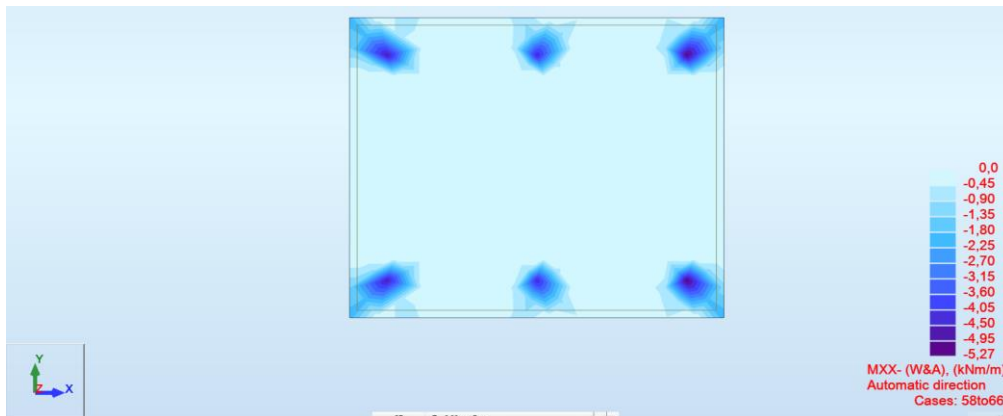 0,0
-0,45
-0,90
-1,35
-1,80
-2,25
-2,70
-3,15
-3,60
-4,05
-4,50
-4,95
-5,27
MXX- (W&A), (kNm/m)
Automatic direction
Cases: 58to66
Y
Z
X